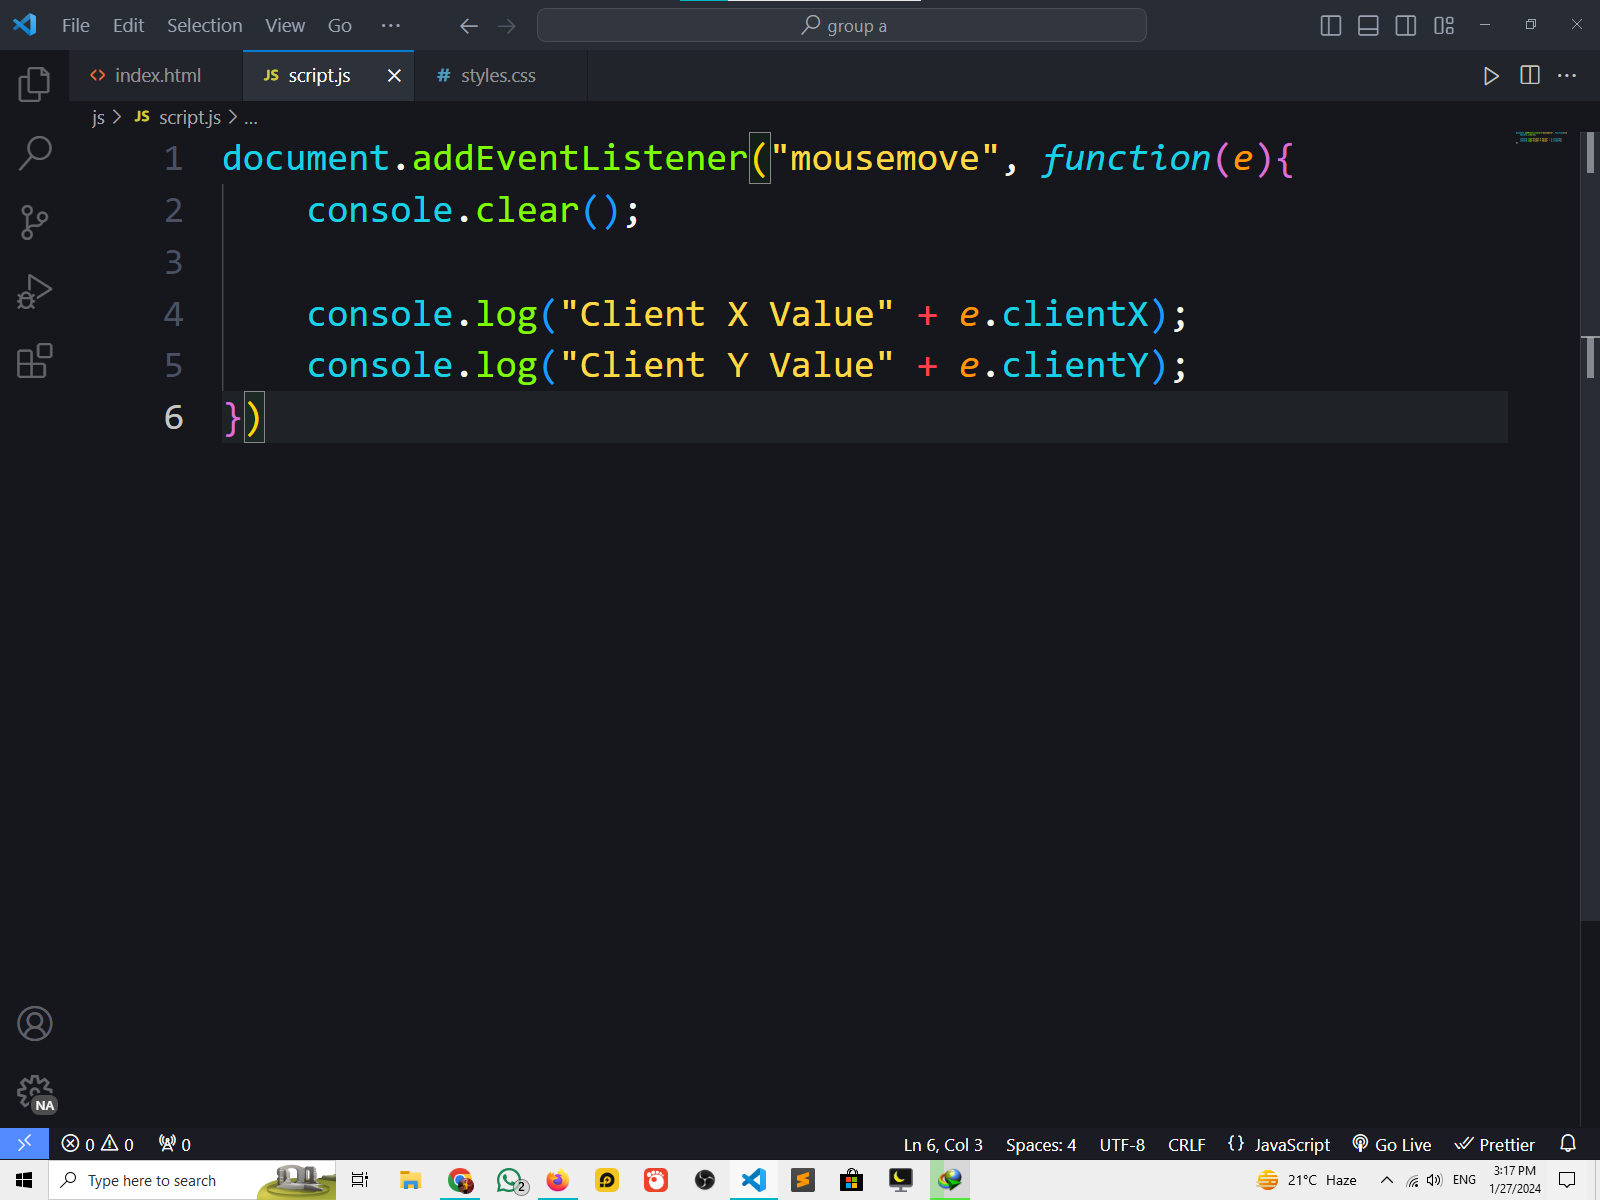 File Edit Selection View Go ···
group a
index.html
JS script.js
# styles.css
js > JS script.js > ...
1 document.addEventListener("mousemove", function(e){
2 console.clear();
3
4 console.log("Client X Value" + e.clientX);
5 console.log("Client Y Value" + e.clientY);
6 })
NA
0 0 0
Ln 6, Col 3 Spaces: 4 UTF-8 CRLF {} JavaScript Go Live Prettier
Type here to search
2
21°C Haze
ENG
3:17 PM
1/27/2024